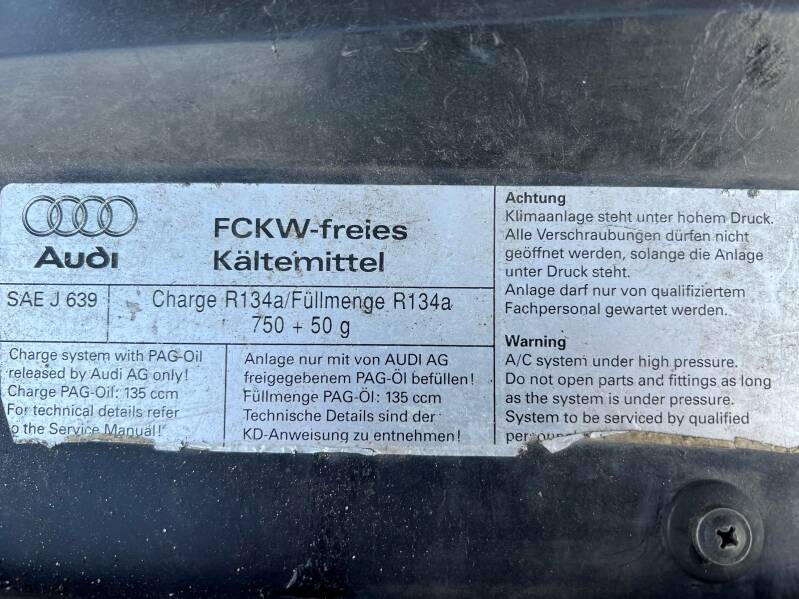 Audi
FCKW-freies
Kältemittel
SAE J 639
Charge R134a/Füllmenge R134a
750 + 50 g
Charge system with PAG-Oil
released by Audi AG only!
Charge PAG-Oil: 135 ccm
For technical details refer
to the Service Manual!
Anlage nur mit von AUDI AG
freigegebenem PAG-Öl befüllen!
Füllmenge PAG-Öl: 135 ccm
Technische Details sind der
KD-Anweisung zu entnehmen!
Achtung
Klimaanlage steht unter hohem Druck.
Alle Verschraubungen dürfen nicht
geöffnet werden, solange die Anlage
unter Druck steht.
Anlage darf nur von qualifiziertem
Fachpersonal gewartet werden.
Warning
A/C system under high pressure.
Do not open parts and fittings as long
as the system is under pressure.
System to be serviced by qualified